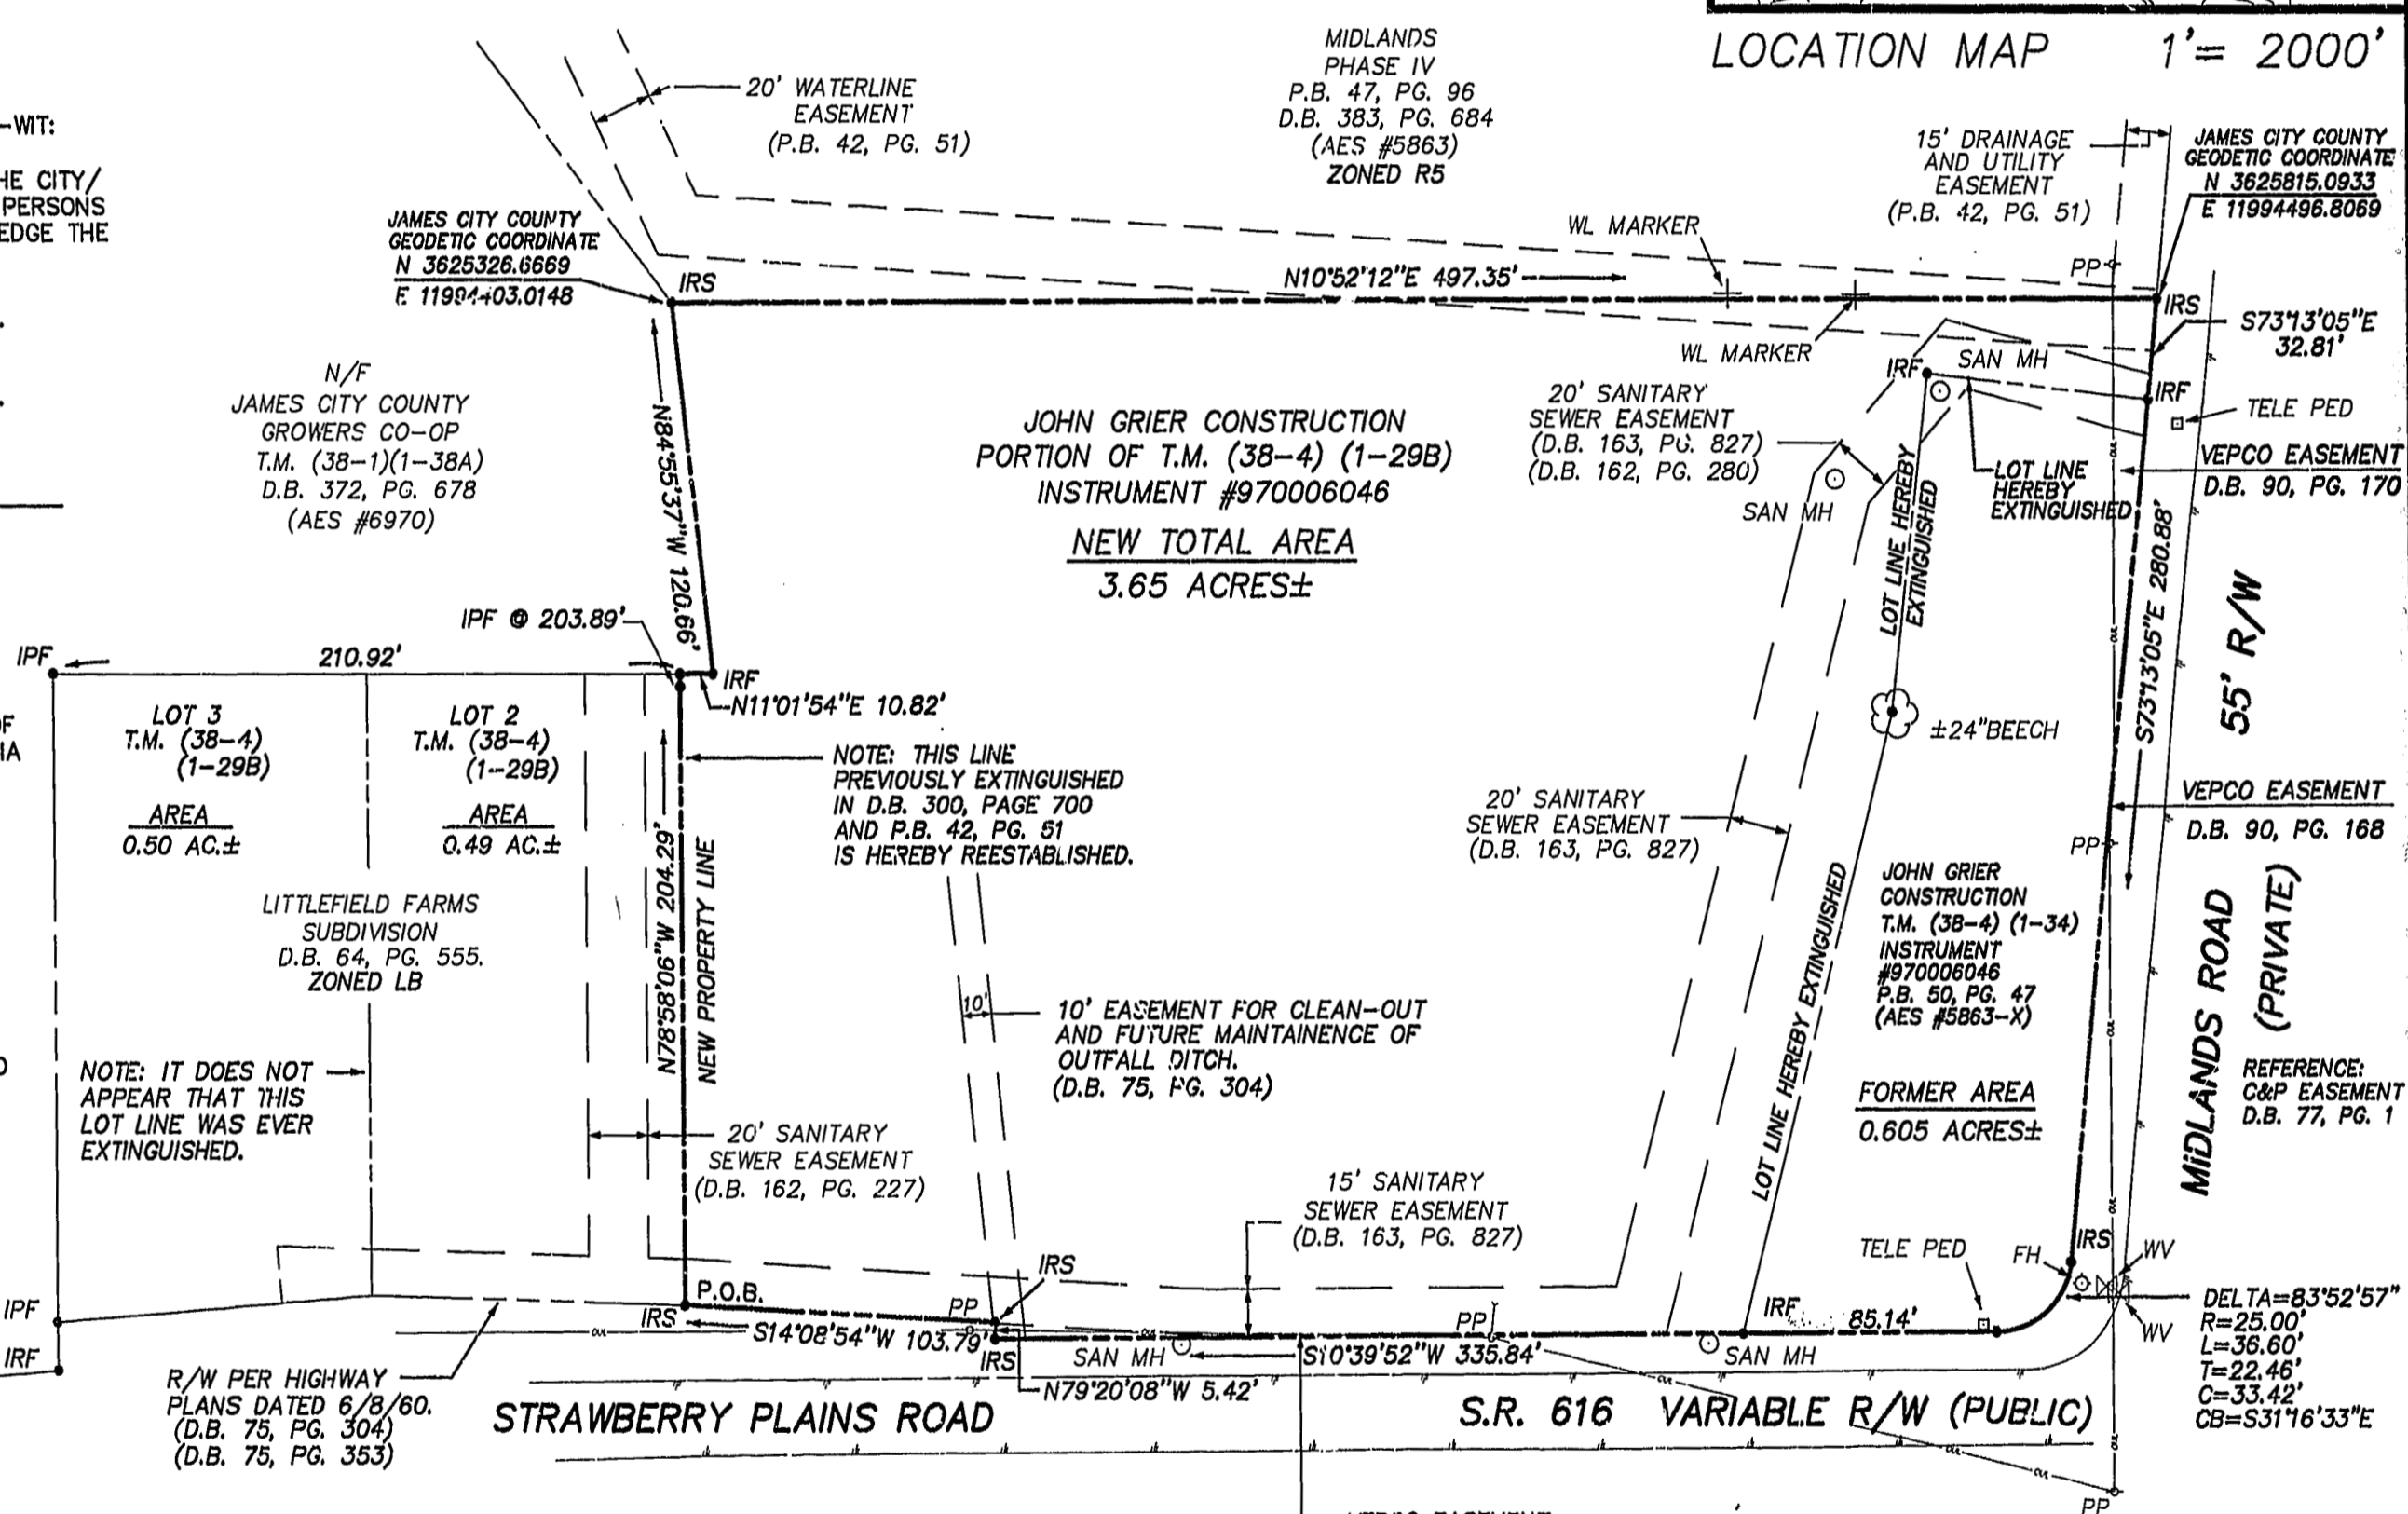 LOCATION MAP 1'= 2000'
-WIT:
HE CITY/
PERSONS
EDGE THE
20' WATERLINE
EASEMENT
(P.B. 42, PG. 51)
MIDLANDS
PHASE IV
P.B. 47, PG. 96
D.B. 383, PG. 684
(AES #5863)
ZONED R5
15' DRAINAGE
AND UTILITY
EASEMENT
(P.B. 42, PG. 51)
JAMES CITY COUNTY
GEODETIC COORDINATE
N 3625815.0933
E 11994496.8069
JAMES CITY COUNTY
GEODETIC COORDINATE
N 3625326.6669
E 11994403.0148
IRS
N10°52'12"E 497.35'
WL MARKER
WL MARKER
PP
IRS
S73°13'05"E
32.81'
IRF
SAN MH
IRF
TELE PED
VEPCO EASEMENT
D.B. 90, PG. 170
N/F
JAMES CITY COUNTY
GROWERS CO-OP
T.M. (38-1)(1-38A)
D.B. 372, PG. 678
(AES #6970)
N84°55'37"W 120.66'
JOHN GRIER CONSTRUCTION
PORTION OF T.M. (38-4) (1-29B)
INSTRUMENT #970006046
NEW TOTAL AREA
3.65 ACRES±
20' SANITARY
SEWER EASEMENT
(D.B. 163, PG. 827)
(D.B. 162, PG. 280)
SAN MH
LOT LINE HEREBY
EXTINGUISHED
LOT LINE
HEREBY
EXTINGUISHED
S73°13'05"E 280.88'
55' R/W
IPF @ 203.89'
IPF
210.92'
IRF
N11°01'54"E 10.82'
LOT 3
T.M. (38-4)
(1-29B)
AREA
0.50 AC.±
LOT 2
T.M. (38-4)
(1-29B)
AREA
0.49 AC.±
OF
IA
NOTE: THIS LINE
PREVIOUSLY EXTINGUISHED
IN D.B. 300, PAGE 700
AND P.B. 42, PG. 51
IS HEREBY REESTABLISHED.
N78°58'06"W 204.29'
NEW PROPERTY LINE
±24"BEECH
20' SANITARY
SEWER EASEMENT
(D.B. 163, PG. 827)
VEPCO EASEMENT
D.B. 90, PG. 168
PP
LITTLEFIELD FARMS
SUBDIVISION
D.B. 64, PG. 555.
ZONED LB
JOHN GRIER
CONSTRUCTION
T.M. (38-4) (1-34)
INSTRUMENT
#970006046
P.B. 50, PG. 47
(AES #5863-X)
FORMER AREA
0.605 ACRES±
LOT LINE HEREBY EXTINGUISHED
MIDLANDS ROAD
(PRIVATE)
REFERENCE:
C&P EASEMENT
D.B. 77, PG. 1
10'
10' EASEMENT FOR CLEAN-OUT
AND FUTURE MAINTAINENCE OF
OUTFALL DITCH.
(D.B. 75, PG. 304)
NOTE: IT DOES NOT
APPEAR THAT THIS
LOT LINE WAS EVER
EXTINGUISHED.
20' SANITARY
SEWER EASEMENT
(D.B. 162, PG. 227)
15' SANITARY
SEWER EASEMENT
(D.B. 163, PG. 827)
IRS
TELE PED
FH
IRS
WV
WV
P.O.B.
PP
PP
IRF
85.14'
IPF
IRF
IRS
S14°08'54"W 103.79'
IRS
SAN MH
S10°39'52"W 335.84'
SAN MH
N79°20'08"W 5.42'
DELTA=83°52'57"
R=25.00'
L=36.60'
T=22.46'
C=33.42'
CB=S31°16'33"E
R/W PER HIGHWAY
PLANS DATED 6/8/60.
(D.B. 75, PG. 304)
(D.B. 75, PG. 353)
STRAWBERRY PLAINS ROAD
S.R. 616 VARIABLE R/W (PUBLIC)
PP